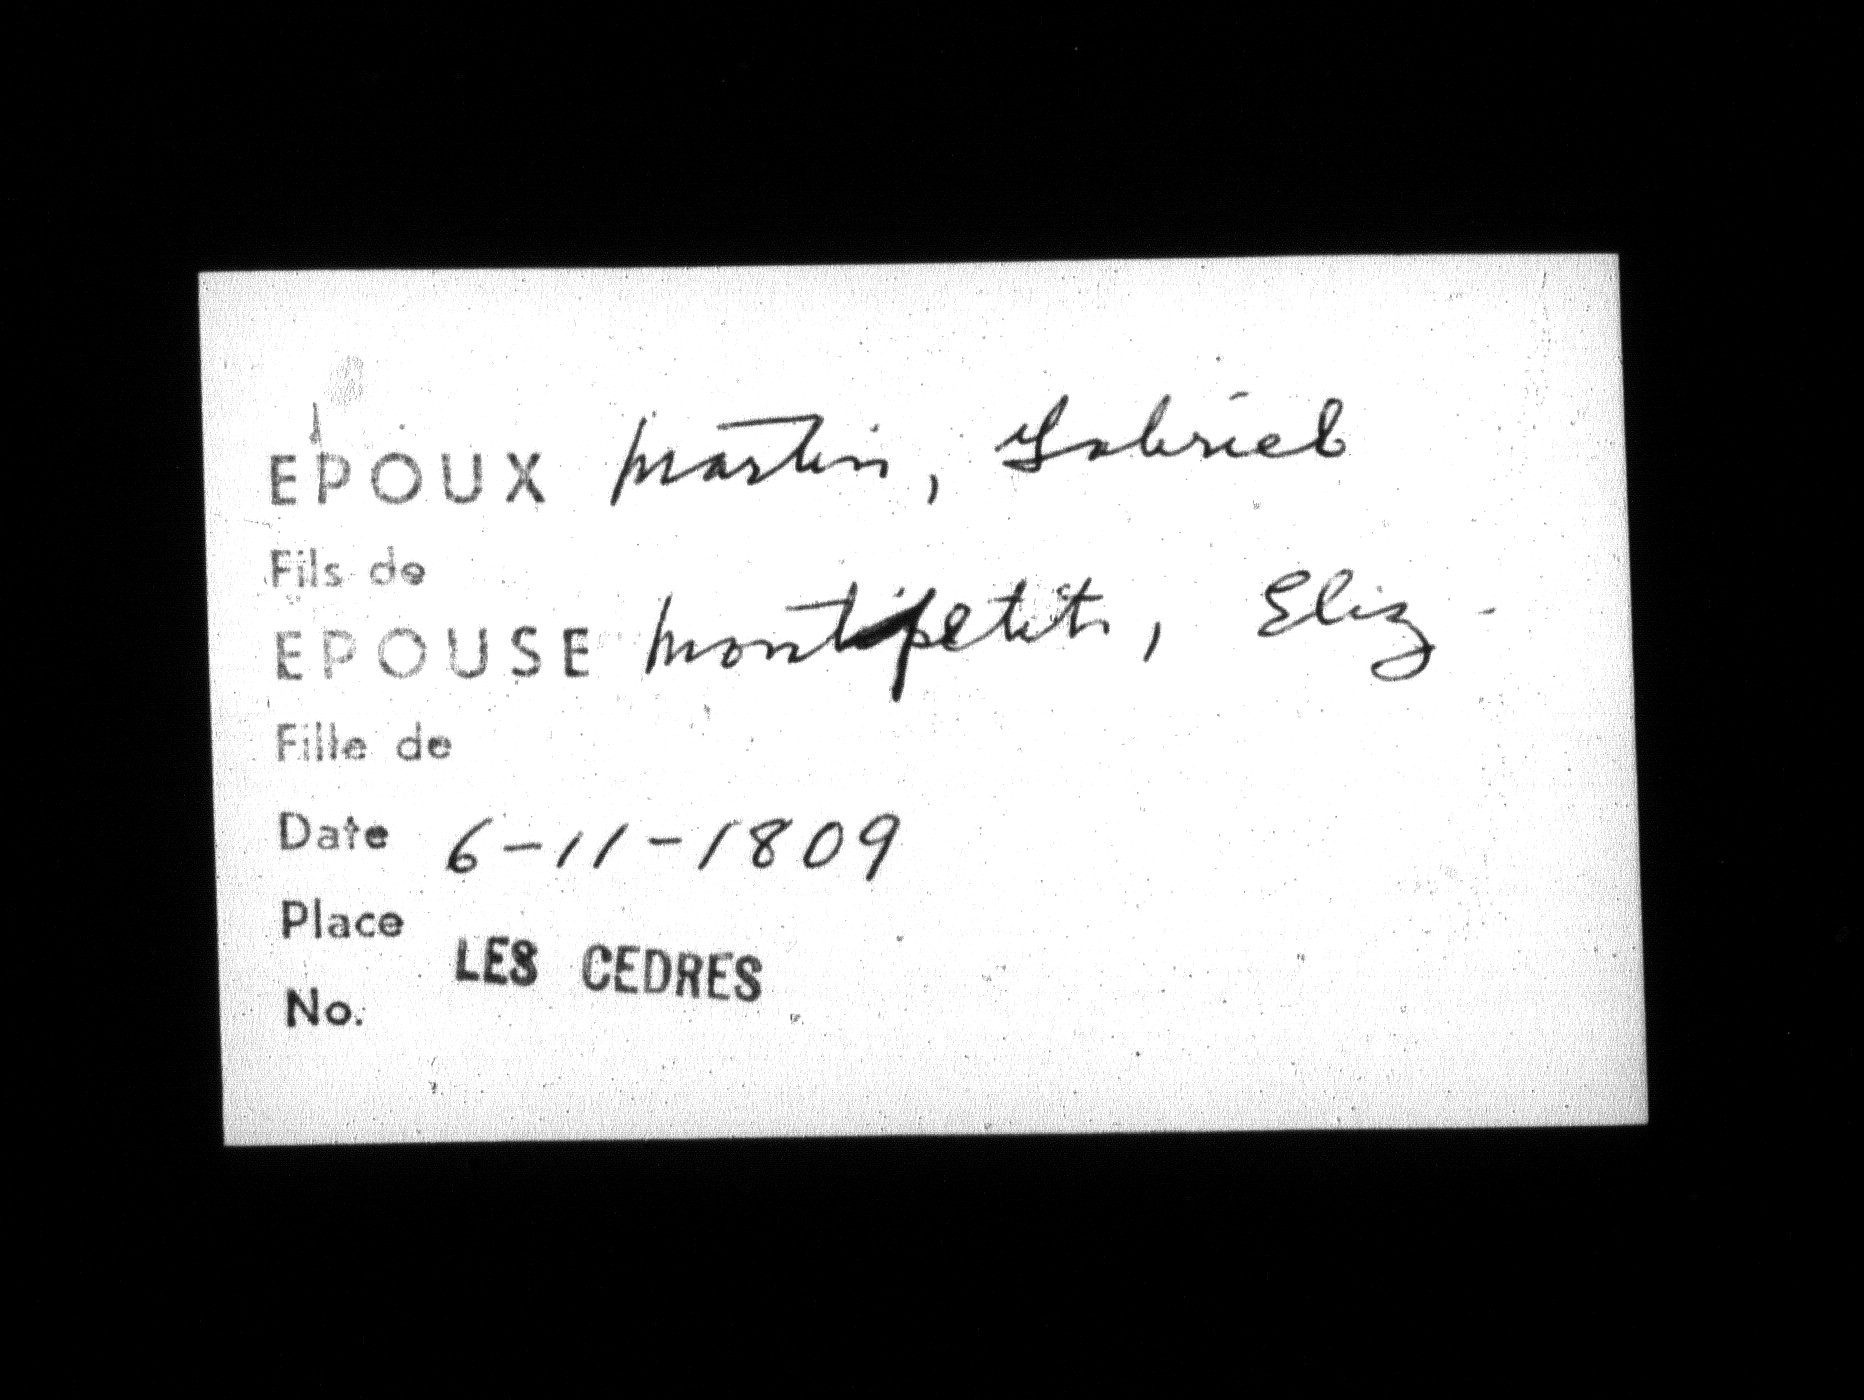 EPOUX Martin, Gabriel
Fils de
EPOUSE Montpetit, Eliz-
Fille de
Date 6-11-1809
Place
LES CEDRES
No.